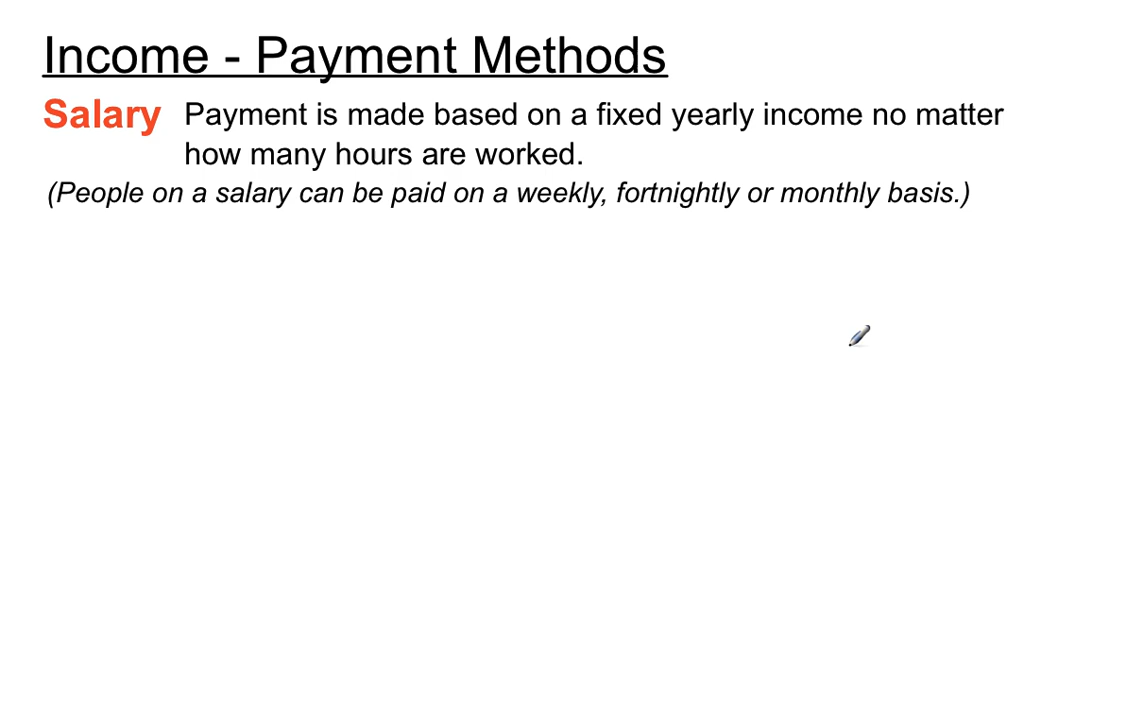 Income - Payment Methods
Salary Payment is made based on a fixed yearly income no matter
how many hours are worked.
(People on a salary can be paid on a weekly, fortnightly or monthly basis.)